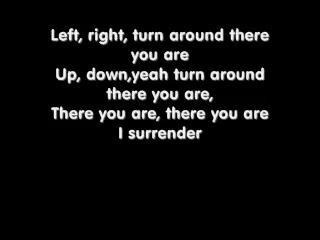 Left, right, turn around there
you are
Up, down,yeah turn around
there you are,
There you are, there you are
I surrender